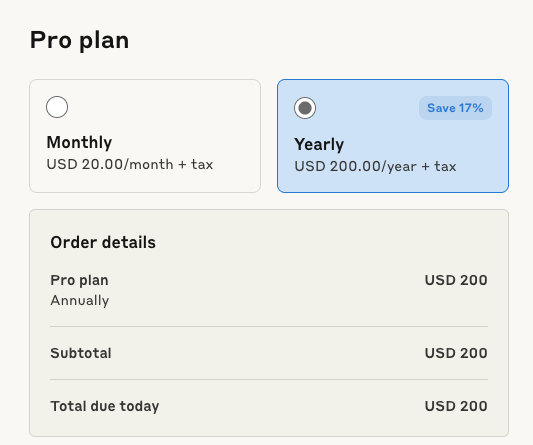 Pro plan
Monthly
USD 20.00/month + tax
Save 17%
Yearly
USD 200.00/year + tax
Order details
Pro plan USD 200
Annually
Subtotal USD 200
Total due today USD 200